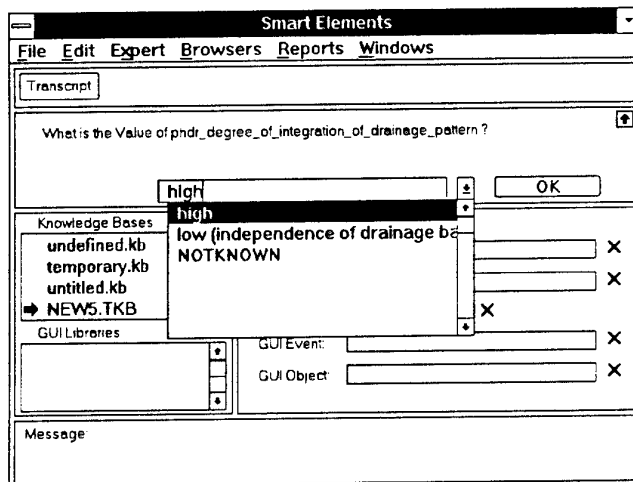 Smart Elements
File Edit Expert Browsers Reports Windows
Transcript
What is the Value of phdr_degree_of_integration_of_drainage_pattern ?
high
OK
high
low (independence of drainage ba
NOTKNOWN
Knowledge Bases
undefined.kb
temporary.kb
untitled.kb
NEW5.TKB
GUI Libraries
GUI Event:
GUI Object:
Message